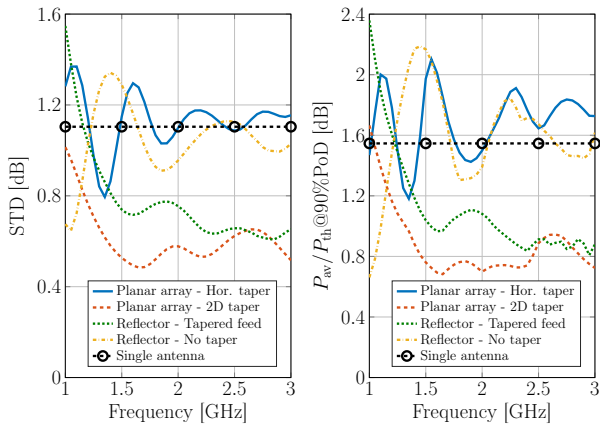 1.6
1.2
0.8
0.4
0
STD [dB]
1
1.5
2
2.5
3
Frequency [GHz]
Planar array - Hor. taper
Planar array - 2D taper
Reflector - Tapered feed
Reflector - No taper
Single antenna
2.4
2
1.6
1.2
0.8
0.4
0
P_av/P_th@90%PoD [dB]
1
1.5
2
2.5
3
Frequency [GHz]
Planar array - Hor. taper
Planar array - 2D taper
Reflector - Tapered feed
Reflector - No taper
Single antenna